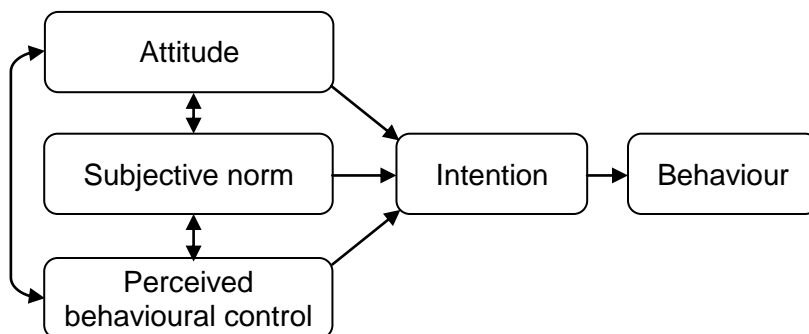 Attitude
Subjective norm
Intention
Behaviour
Perceived
behavioural control